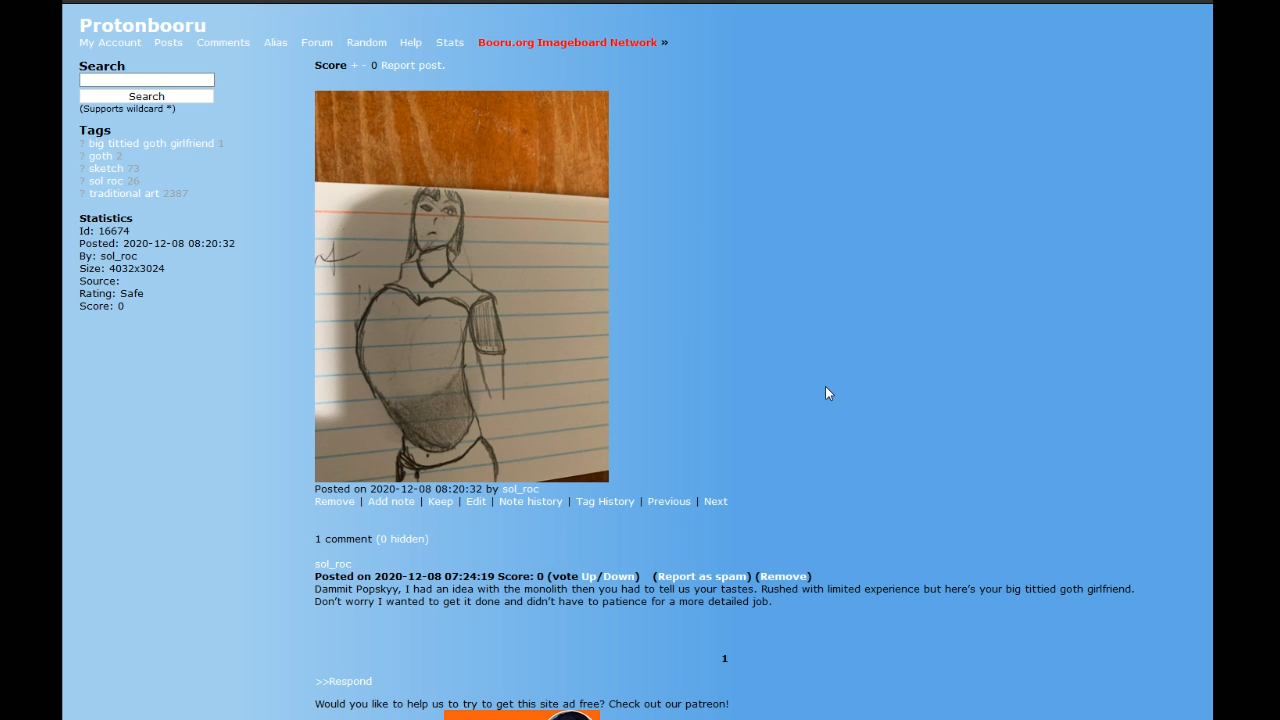 Protonbooru
My Account Posts Comments Alias Forum Random Help Stats Booru.org Imageboard Network »
Search
Search
(Supports wildcard *)
Tags
? big tittied goth girlfriend 1
? goth 2
? sketch 73
? sol roc 26
? traditional art 2387
Statistics
Id: 16674
Posted: 2020-12-08 08:20:32
By: sol_roc
Size: 4032x3024
Source:
Rating: Safe
Score: 0
Score + - 0 Report post.
Posted on 2020-12-08 08:20:32 by sol_roc
Remove | Add note | Keep | Edit | Note history | Tag History | Previous | Next
1 comment (0 hidden)
sol_roc
Posted on 2020-12-08 07:24:19 Score: 0 (vote Up/Down) (Report as spam) (Remove)
Dammit Popskyy, I had an idea with the monolith then you had to tell us your tastes. Rushed with limited experience but here's your big tittied goth girlfriend.
Don't worry I wanted to get it done and didn't have to patience for a more detailed job.
1
>>Respond
Would you like to help us to try to get this site ad free? Check out our patreon!